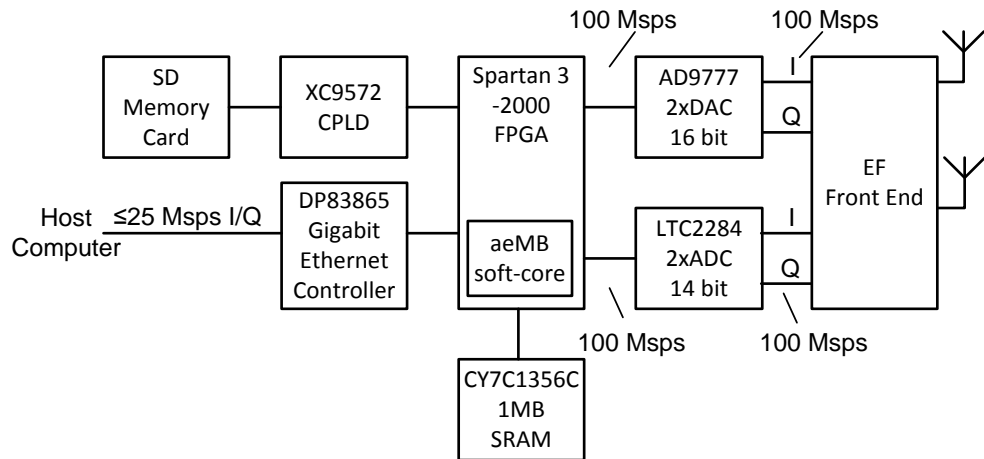 100 Msps
100 Msps
SD
Memory
Card
XC9572
CPLD
Spartan 3
-2000
FPGA
AD9777
2xDAC
16 bit
I
Q
EF
Front End
Host
Computer
≤25 Msps I/Q
DP83865
Gigabit
Ethernet
Controller
aeMB
soft-core
LTC2284
2xADC
14 bit
I
Q
100 Msps
100 Msps
CY7C1356C
1MB
SRAM